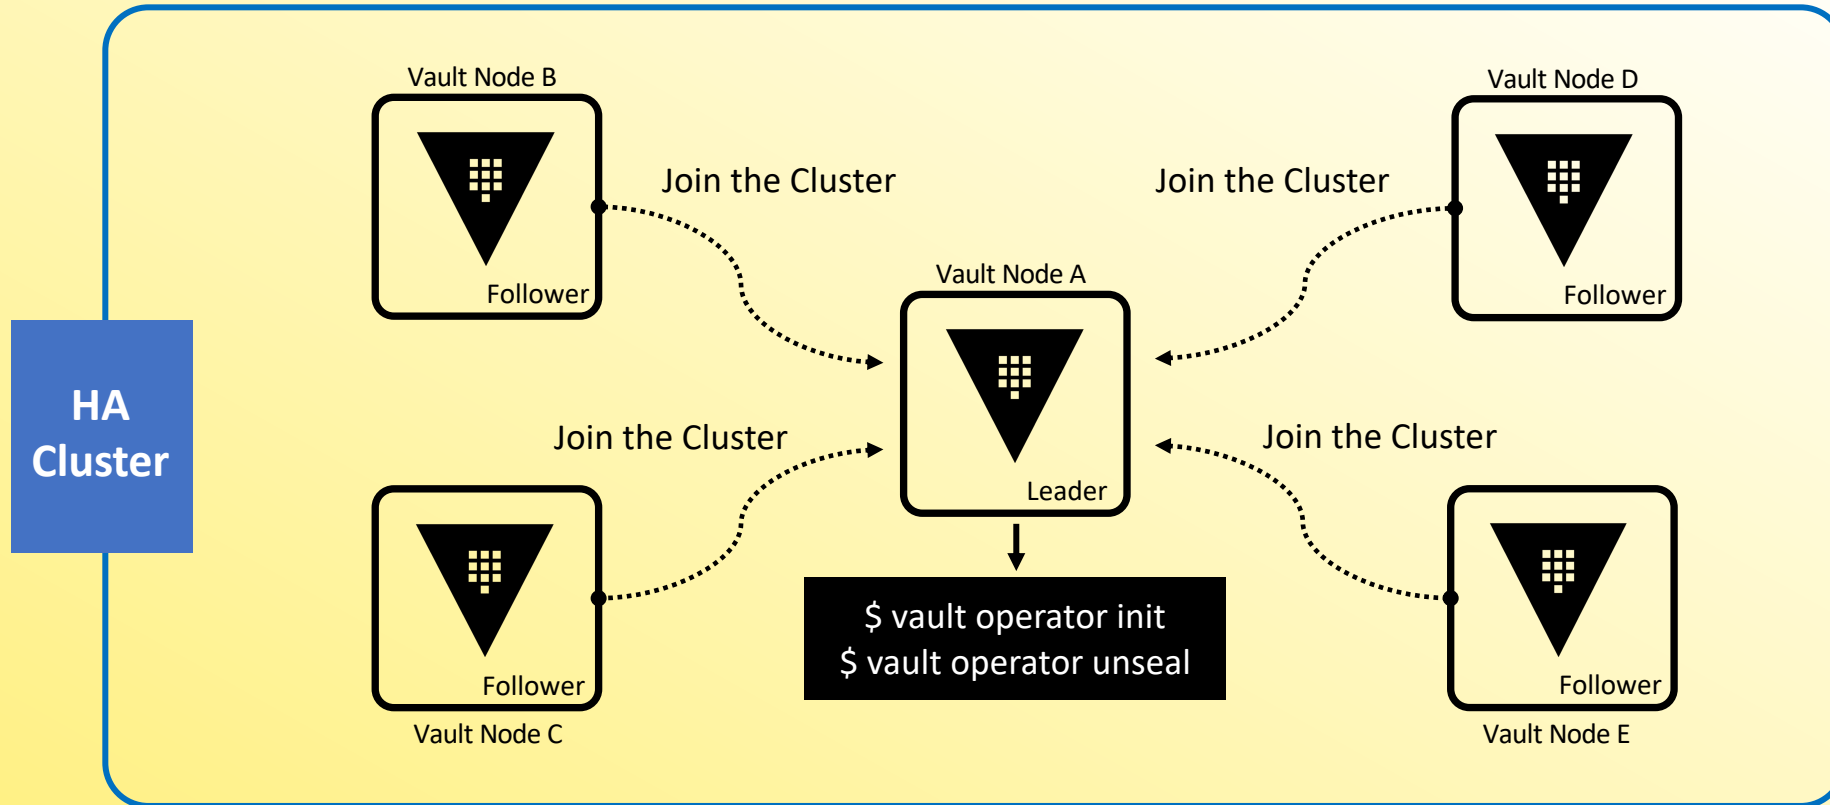 Vault Node B
Follower
Join the Cluster
Vault Node D
Follower
Join the Cluster
Vault Node A
Leader
HA
Cluster
Join the Cluster
Follower
Vault Node C
Join the Cluster
Follower
Vault Node E
$ vault operator init
$ vault operator unseal